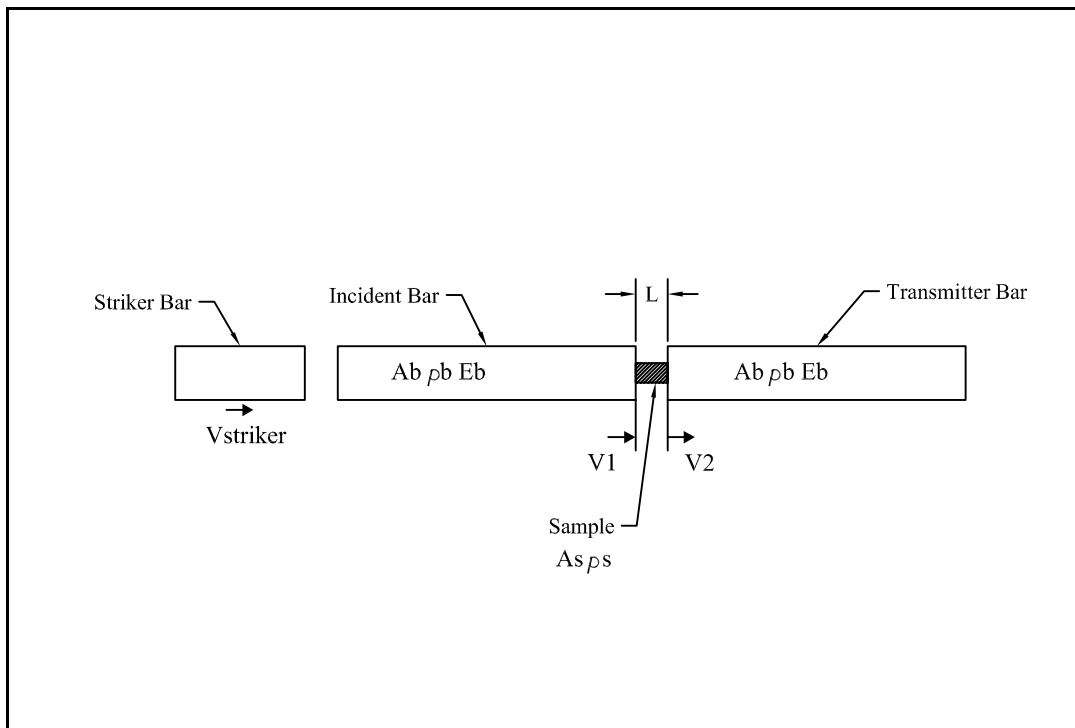 Striker Bar
Incident Bar
L
Transmitter Bar
Ab ρb Eb
Ab ρb Eb
Vstriker
V1
V2
Sample
As ρs